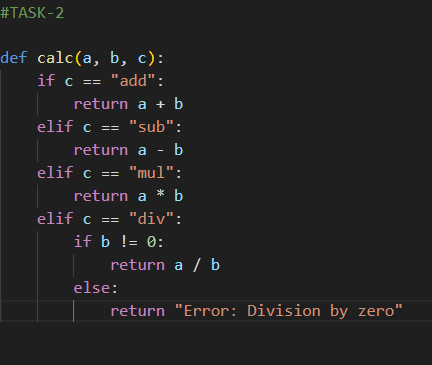 #TASK-2
def calc(a, b, c):
    if c == "add":
        return a + b
    elif c == "sub":
        return a - b
    elif c == "mul":
        return a * b
    elif c == "div":
        if b != 0:
            return a / b
        else:
            return "Error: Division by zero"